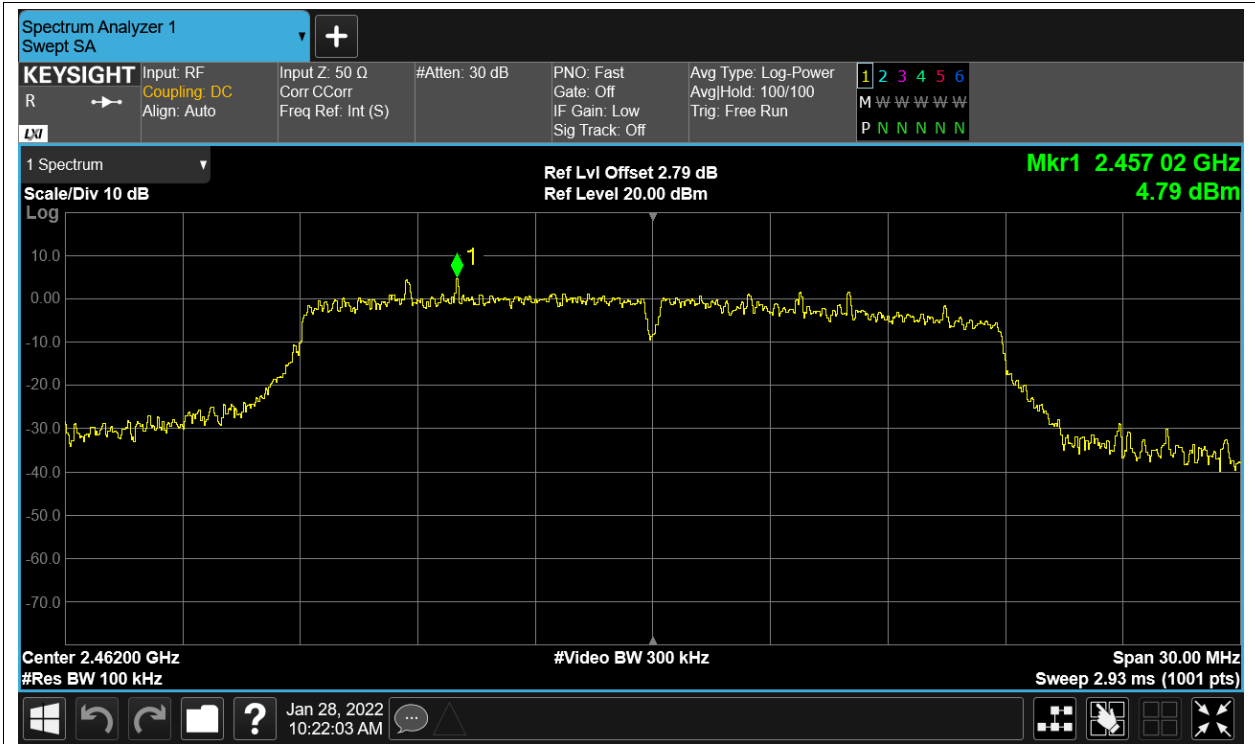 Spectrum Analyzer 1
Swept SA
KEYSIGHT
R
LXI
Input: RF
Coupling: DC
Align: Auto
Input Z: 50 Ω
Corr CCorr
Freq Ref: Int (S)
#Atten: 30 dB
PNO: Fast
Gate: Off
IF Gain: Low
Sig Track: Off
Avg Type: Log-Power
Avg|Hold: 100/100
Trig: Free Run
1 2 3 4 5 6
M W W W W W
P N N N N N
1 Spectrum
Scale/Div 10 dB
Log
Ref Lvl Offset 2.79 dB
Ref Level 20.00 dBm
Mkr1 2.457 02 GHz
4.79 dBm
1
10.0
0.00
-10.0
-20.0
-30.0
-40.0
-50.0
-60.0
-70.0
Center 2.46200 GHz
#Res BW 100 kHz
#Video BW 300 kHz
Span 30.00 MHz
Sweep 2.93 ms (1001 pts)
?
Jan 28, 2022
10:22:03 AM